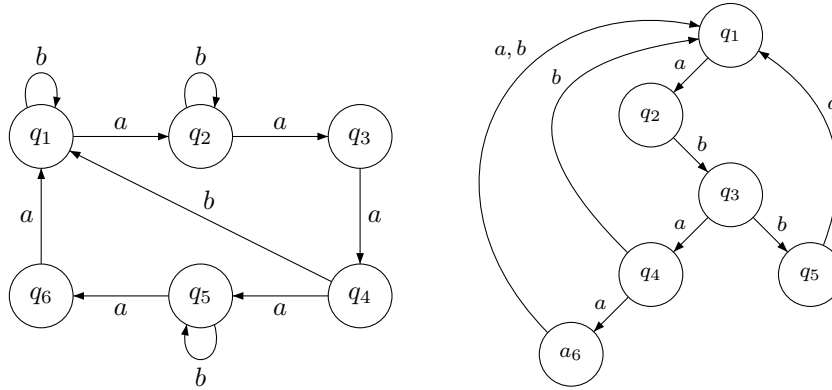 b b
q₁ a q₂ a q₃
a b a
q₆ a q₅ a q₄
b
q₁
a, b
b a
q₂
b
q₃
a b
q₄ q₅
a
a₆